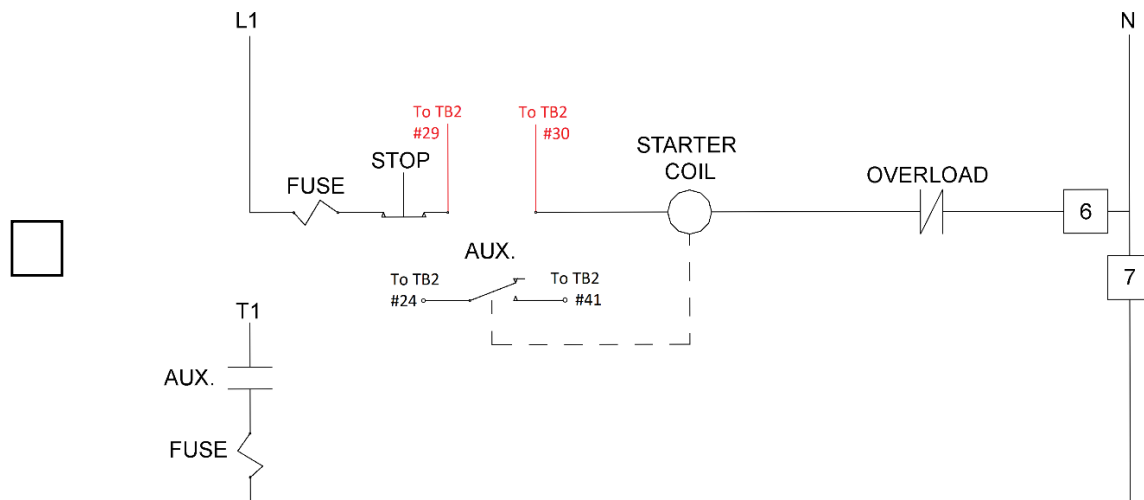 L1
N
To TB2
#29
To TB2
#30
STOP
STARTER
COIL
FUSE
OVERLOAD
6
AUX.
To TB2
#24
To TB2
#41
7
T1
AUX.
FUSE